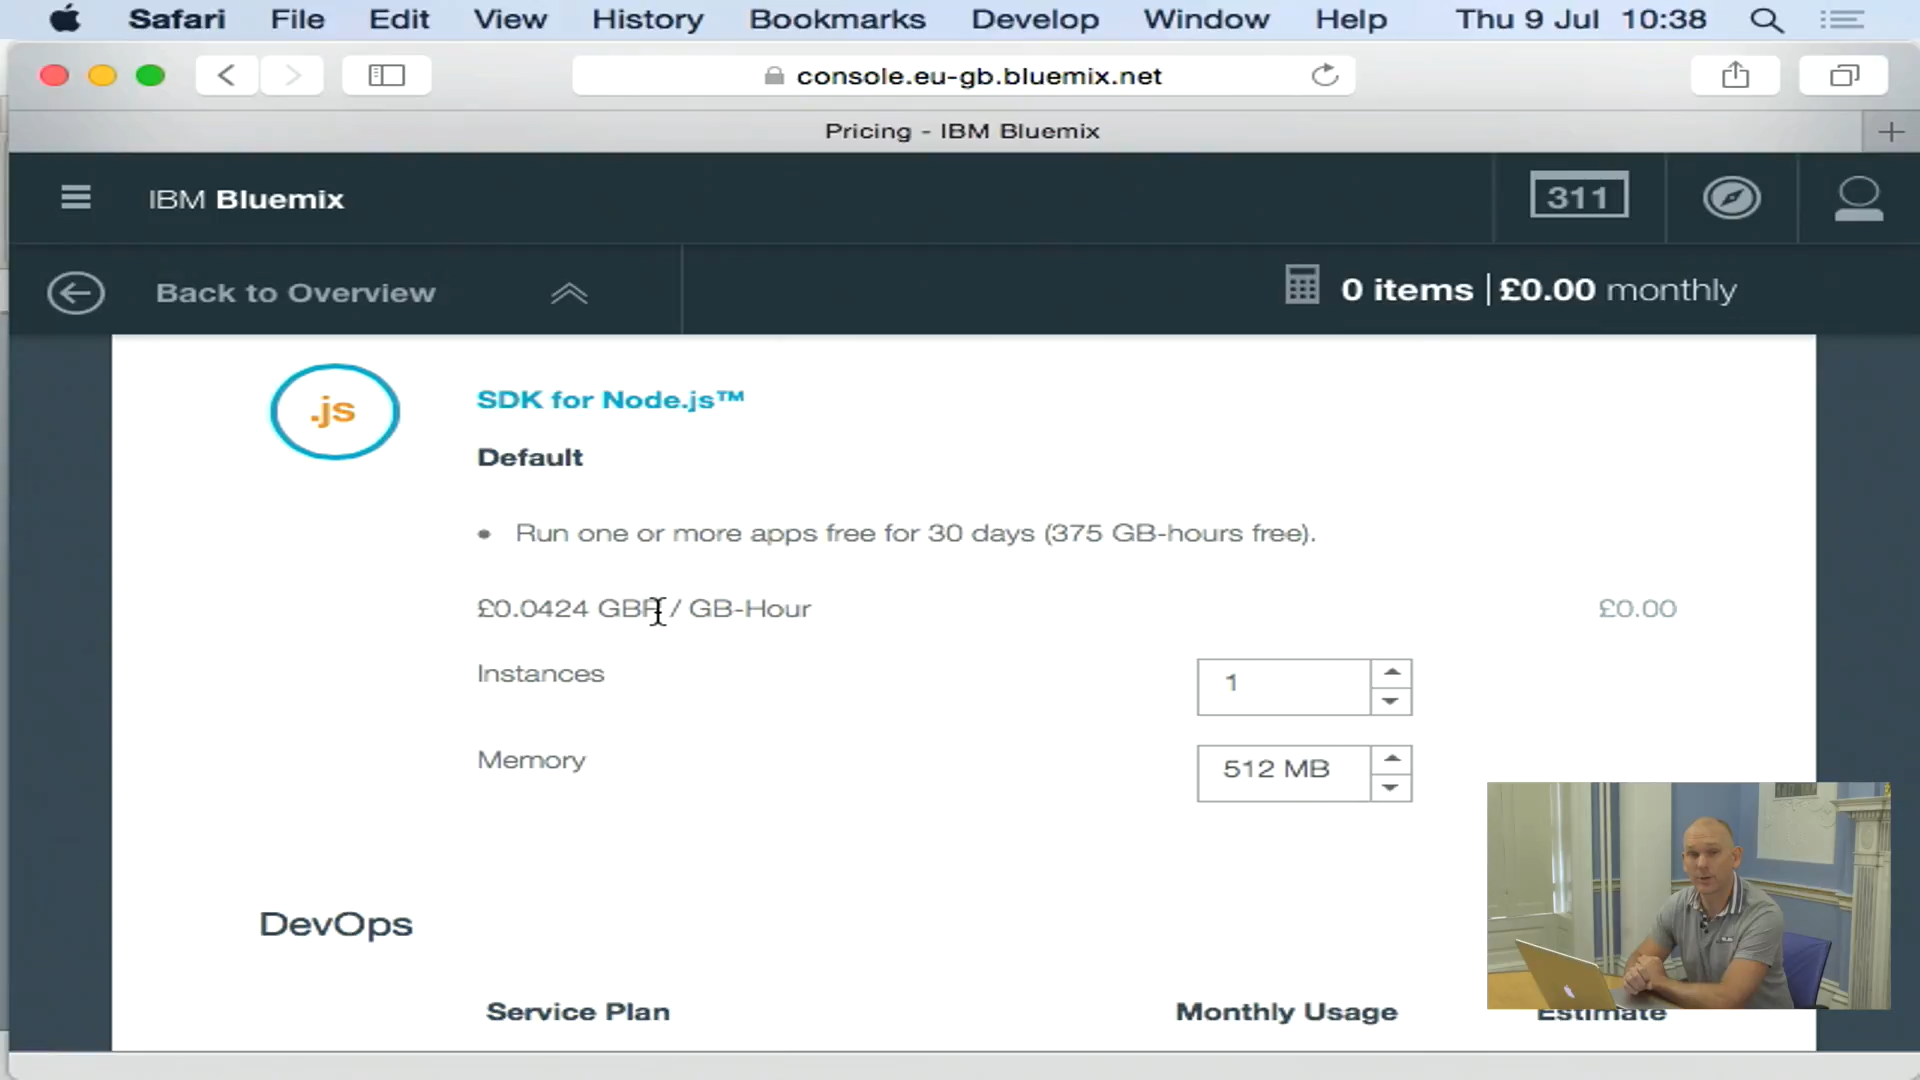 Safari File Edit View History Bookmarks Develop Window Help Thu 9 Jul 10:38
console.eu-gb.bluemix.net
Pricing - IBM Bluemix
IBM Bluemix 311
Back to Overview 0 items | £0.00 monthly
.js
SDK for Node.js™
Default
• Run one or more apps free for 30 days (375 GB-hours free).
£0.0424 GBP / GB-Hour £0.00
Instances 1
Memory 512 MB
DevOps
Service Plan Monthly Usage Estimate